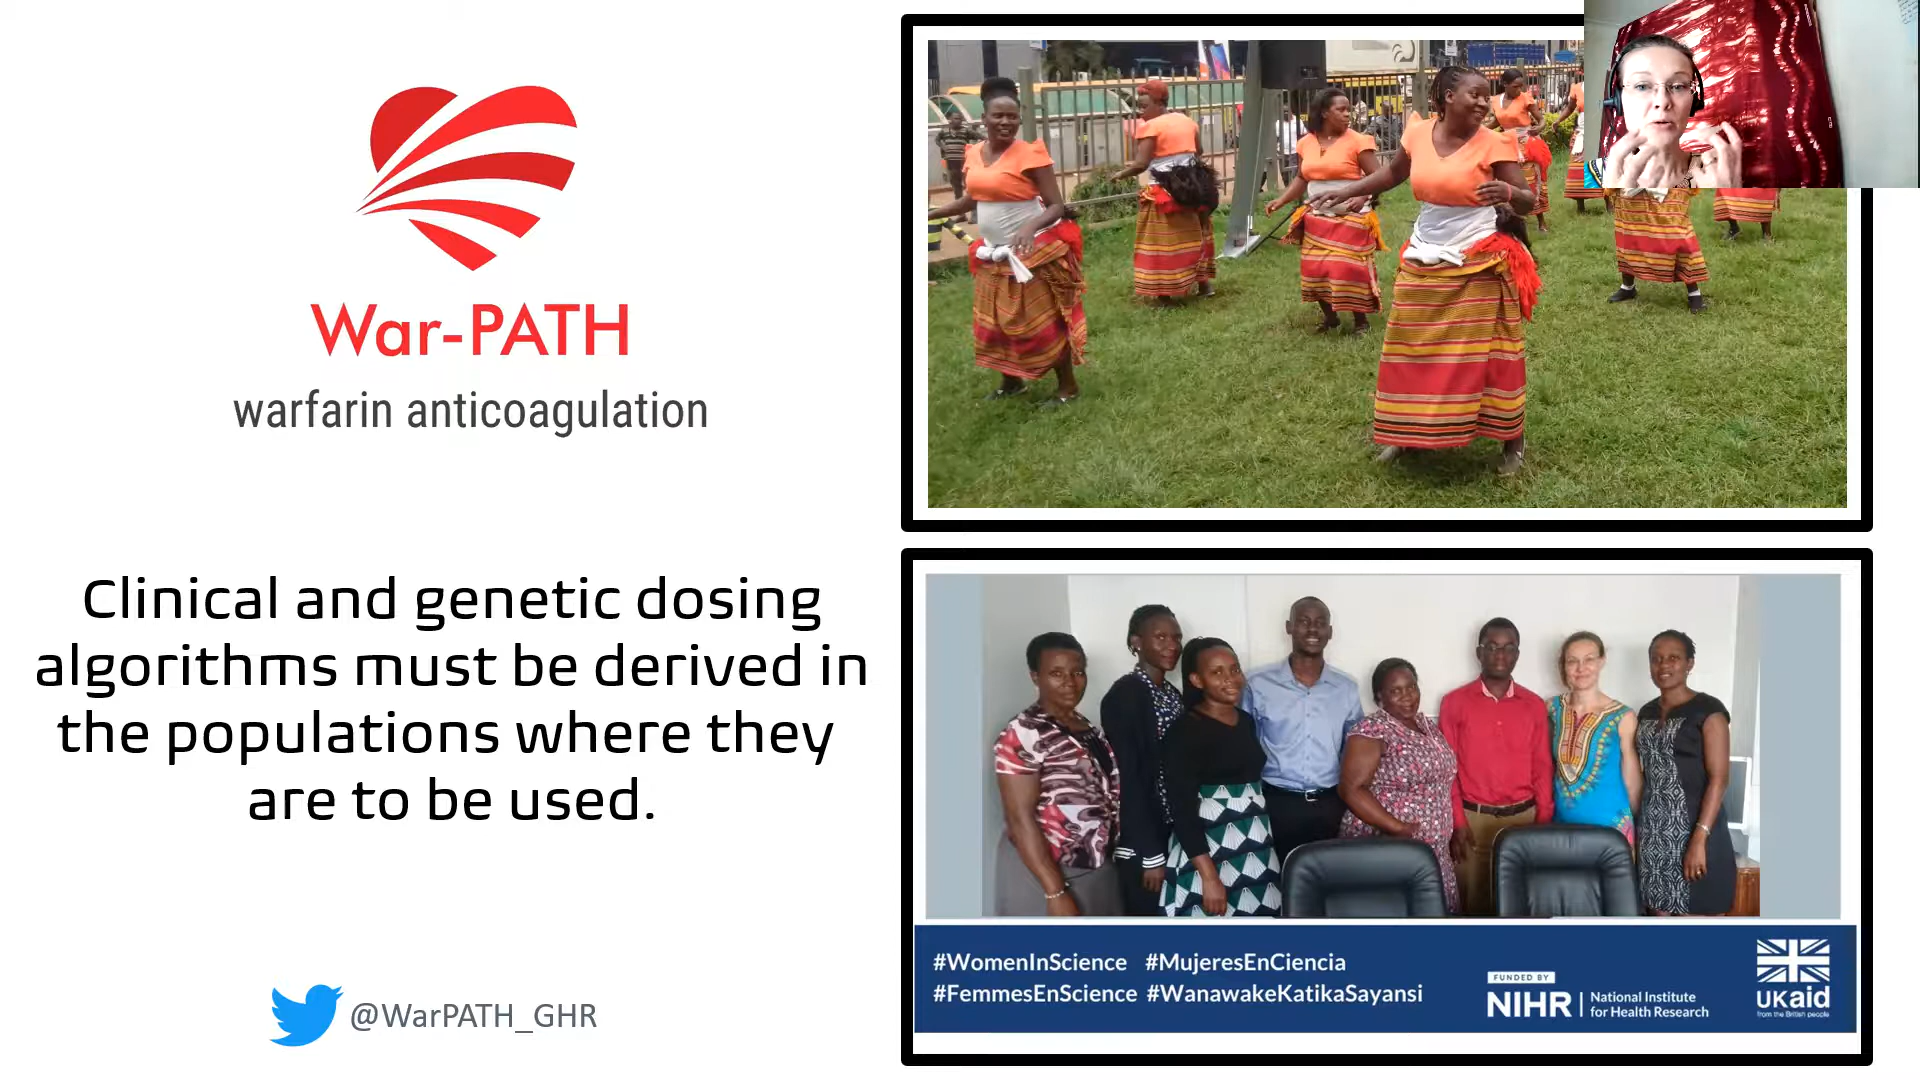 War-PATH
warfarin anticoagulation
Clinical and genetic dosing
algorithms must be derived in
the populations where they
are to be used.
@WarPATH_GHR
#WomenInScience #MujeresEnCiencia
#FemmesEnScience #WanawakeKatikaSayansi
FUNDED BY
NIHR | National Institute
for Health Research
UKaid
from the British people